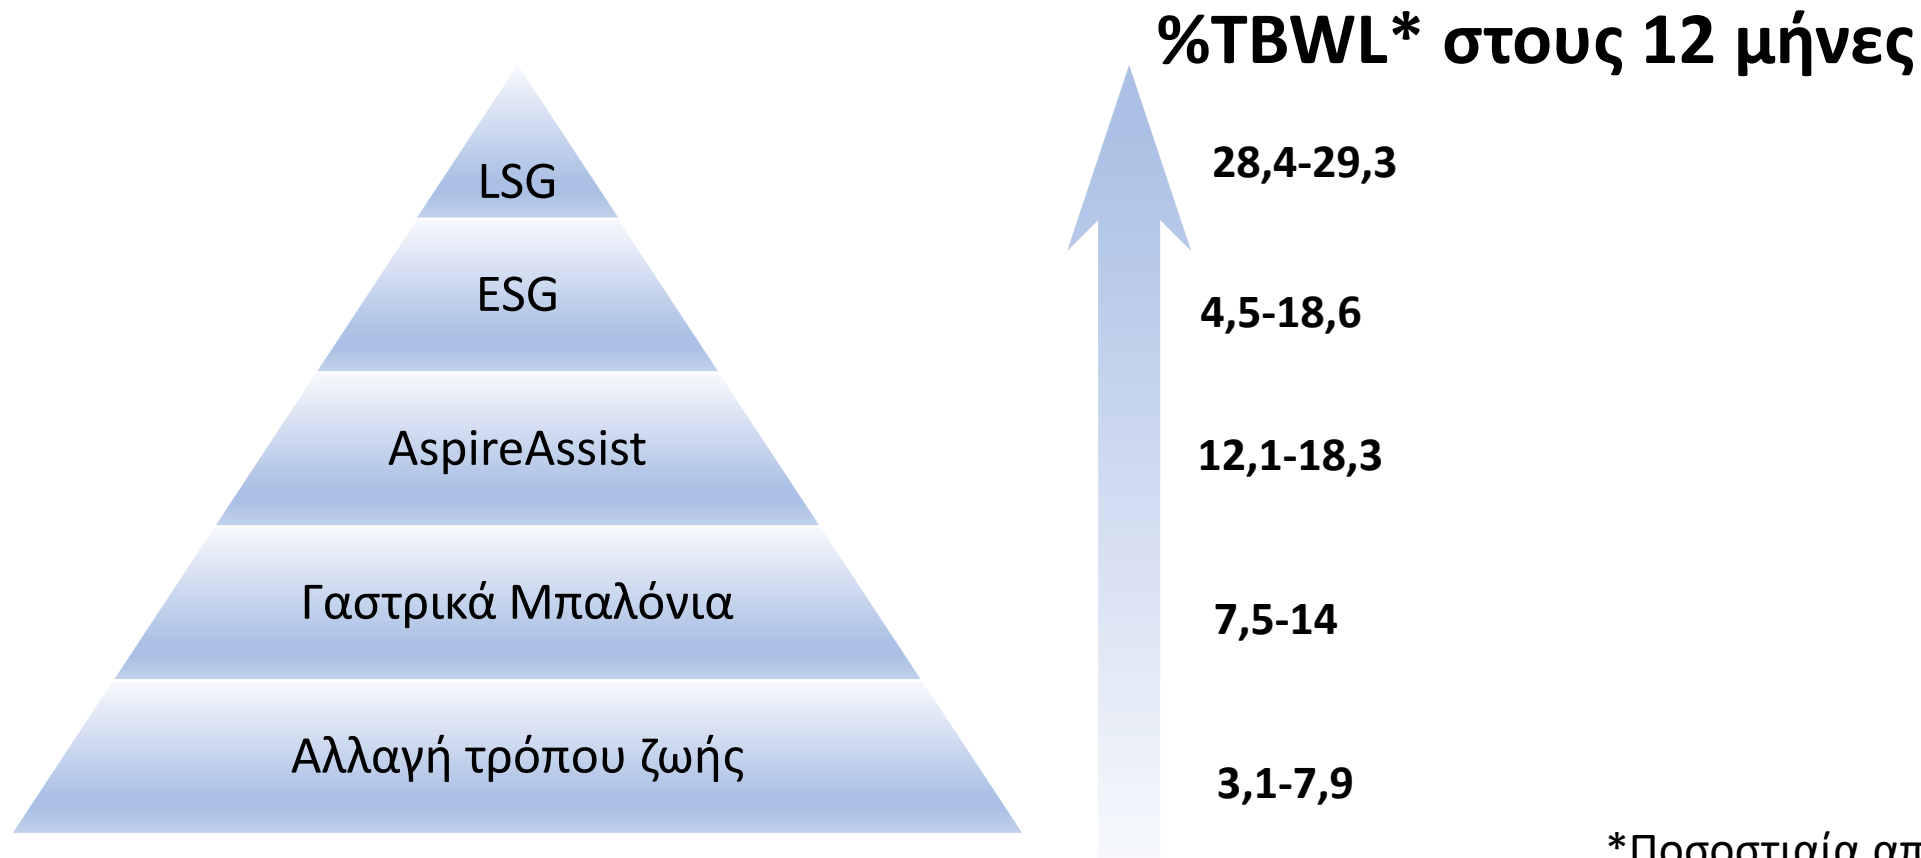 %TBWL* στους 12 μήνες
LSG
28,4-29,3
ESG
4,5-18,6
AspireAssist
12,1-18,3
Γαστρικά Μπαλόνια
7,5-14
Αλλαγή τρόπου ζωής
3,1-7,9
*Ποσοστιαία